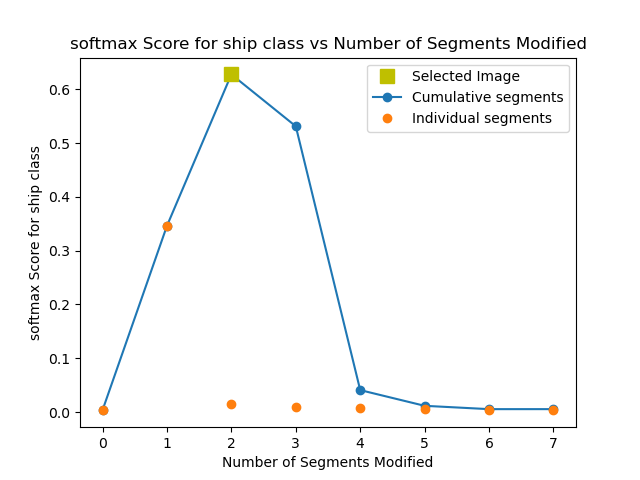 softmax Score for ship class vs Number of Segments Modified
Selected Image
Cumulative segments
Individual segments
softmax Score for ship class
0.6
0.5
0.4
0.3
0.2
0.1
0.0
0 1 2 3 4 5 6 7
Number of Segments Modified